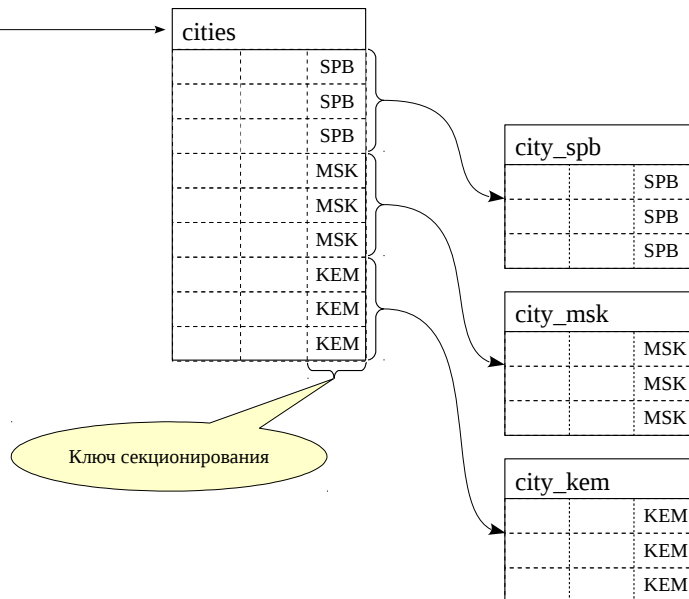 cities
SPB
SPB
SPB
MSK
MSK
MSK
KEM
KEM
KEM
Ключ секционирования
city_spb
SPB
SPB
SPB
city_msk
MSK
MSK
MSK
city_kem
KEM
KEM
KEM